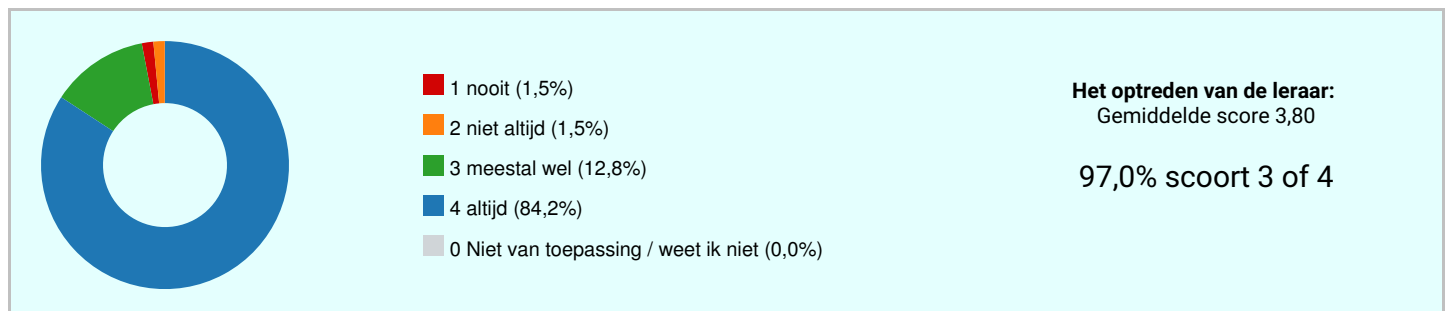 1 nooit (1,5%)
2 niet altijd (1,5%)
3 meestal wel (12,8%)
4 altijd (84,2%)
0 Niet van toepassing / weet ik niet (0,0%)
Het optreden van de leraar:
Gemiddelde score 3,80
97,0% scoort 3 of 4